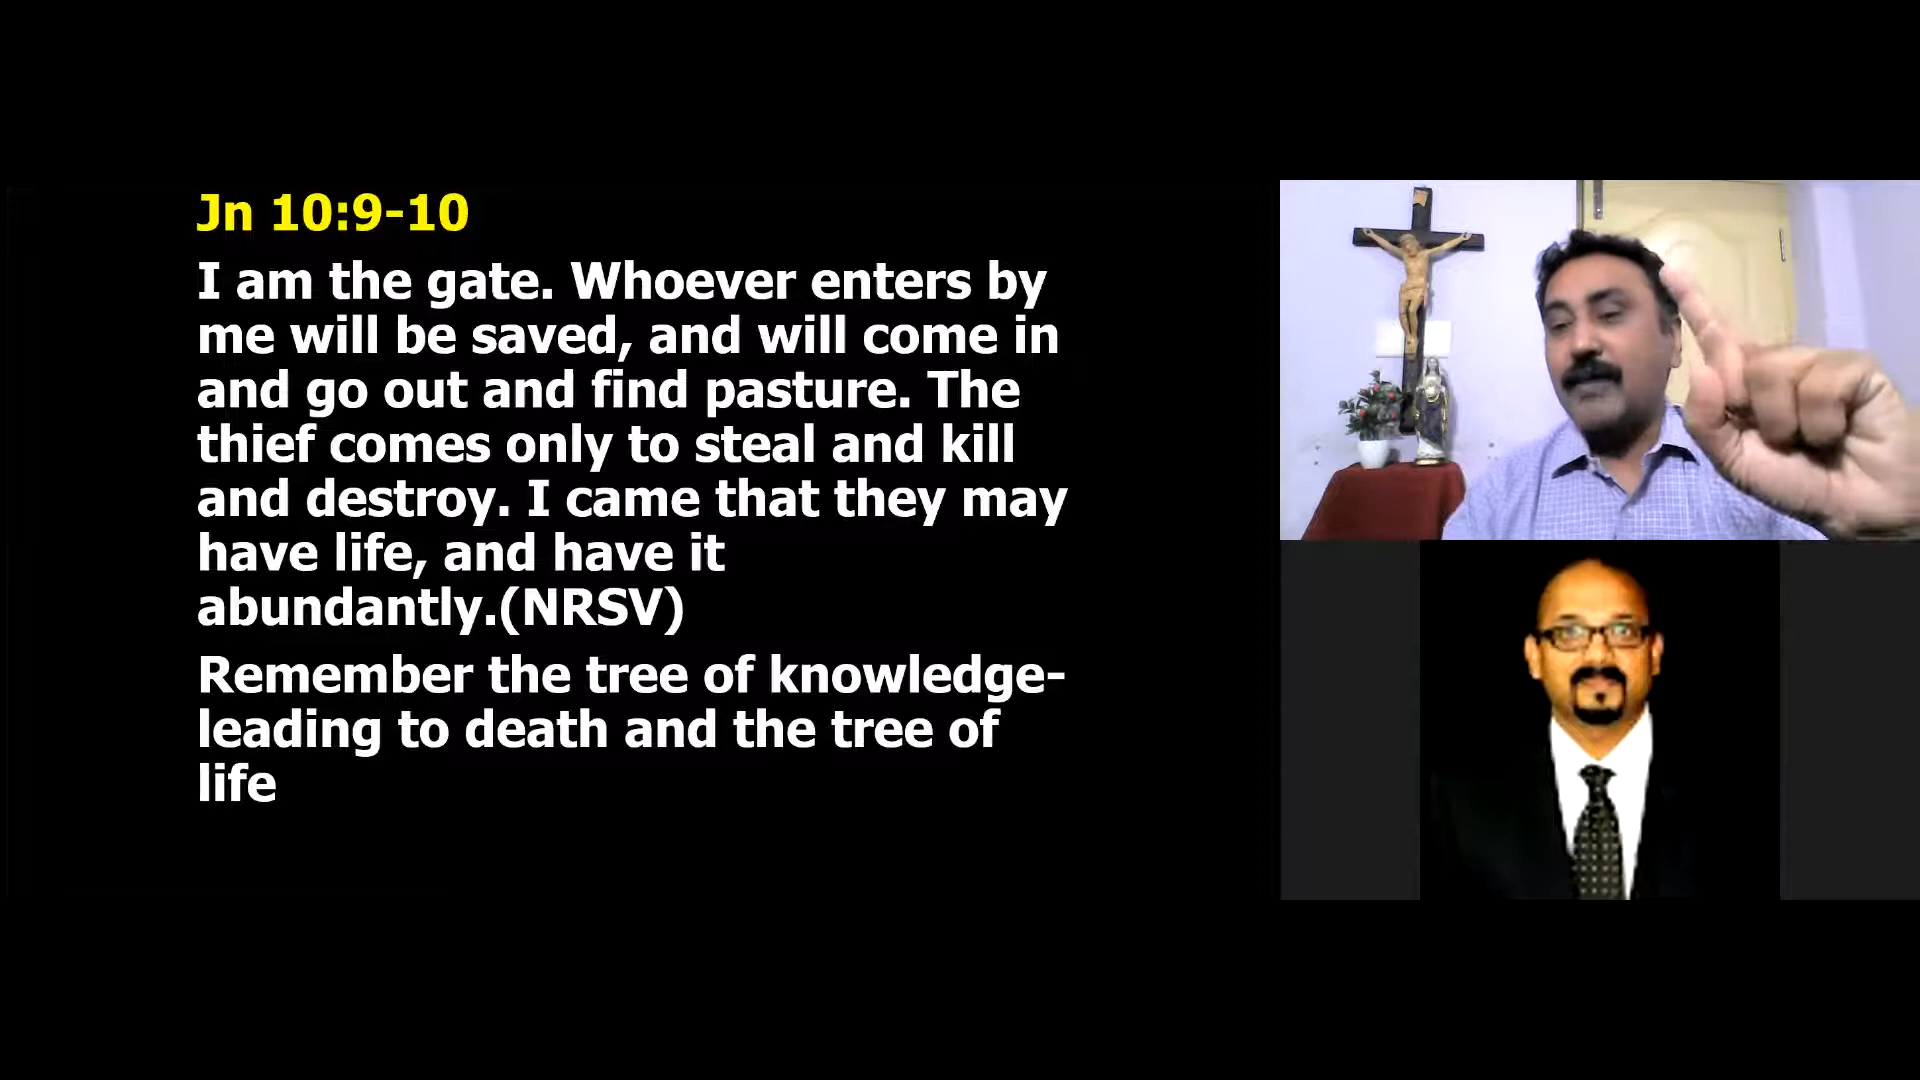 Jn 10:9-10
I am the gate. Whoever enters by
me will be saved, and will come in
and go out and find pasture. The
thief comes only to steal and kill
and destroy. I came that they may
have life, and have it
abundantly.(NRSV)
Remember the tree of knowledge-
leading to death and the tree of
life